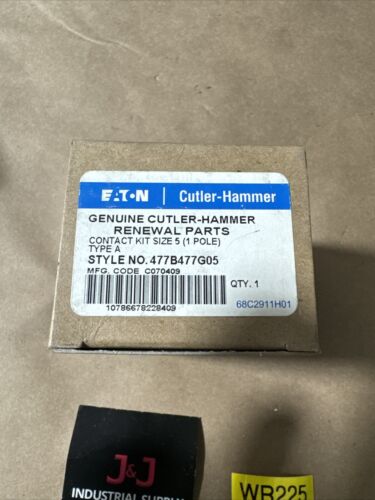 EATON | Cutler-Hammer
GENUINE CUTLER-HAMMER
RENEWAL PARTS
CONTACT KIT SIZE 5 (1 POLE)
TYPE A
STYLE NO. 477B477G05
MFG. CODE C070409
QTY. 1
10786678228409
68C2911H01
J&J
INDUSTRIAL
WR225